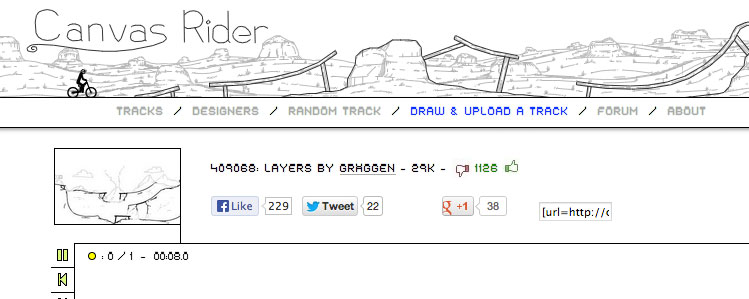 Canvas Rider
TRACKS / DESIGNERS / RANDOM TRACK / DRAW & UPLOAD A TRACK / FORUM / ABOUT
409068: LAYERS BY GRHGGEN - 29K - 1126
Like 229 Tweet 22 +1 38 [url=http://c
: 0 / 1 - 00:08.0